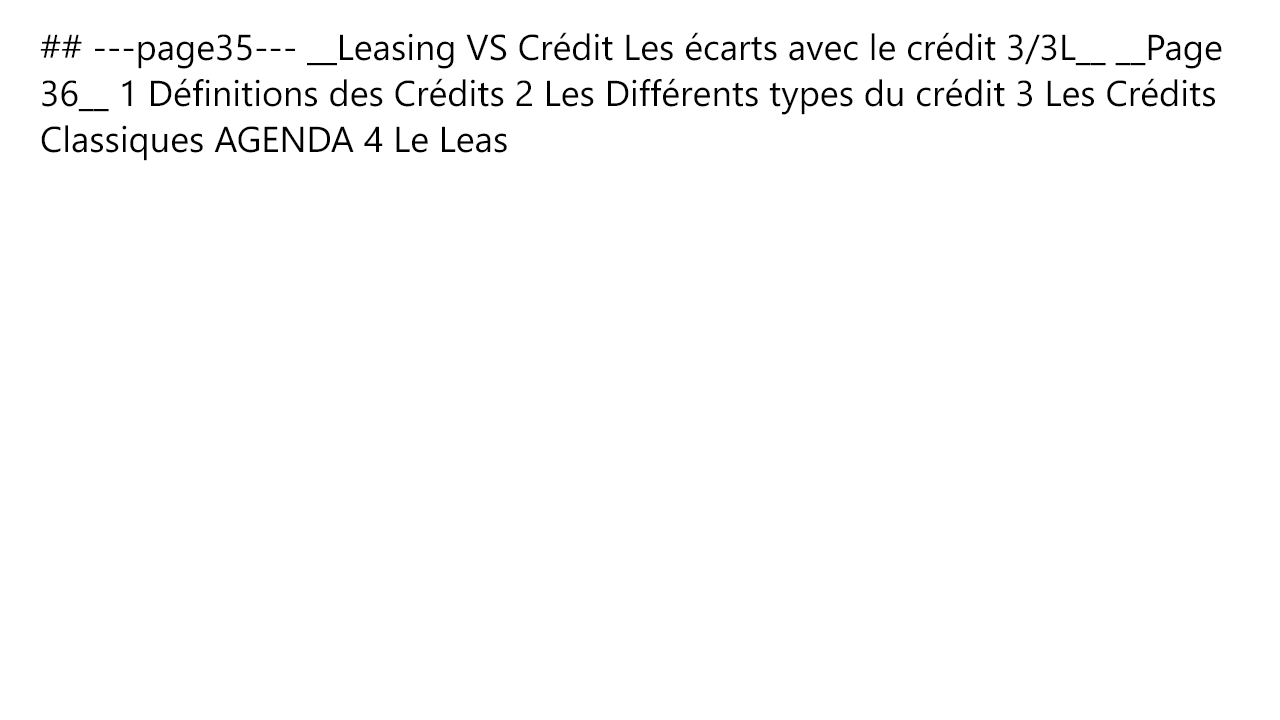 ## ---page35--- __Leasing VS Crédit Les écarts avec le crédit 3/3L__ __Page
36__ 1 Définitions des Crédits 2 Les Différents types du crédit 3 Les Crédits
Classiques AGENDA 4 Le Leas